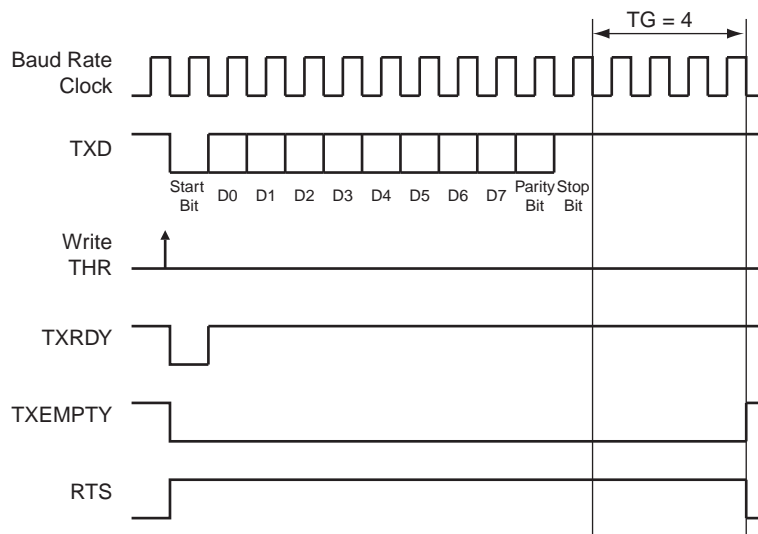 TG = 4
Baud Rate
Clock
TXD
Start
Bit
D0 D1 D2 D3 D4 D5 D6 D7
Parity
Bit
Stop
Bit
Write
THR
TXRDY
TXEMPTY
RTS